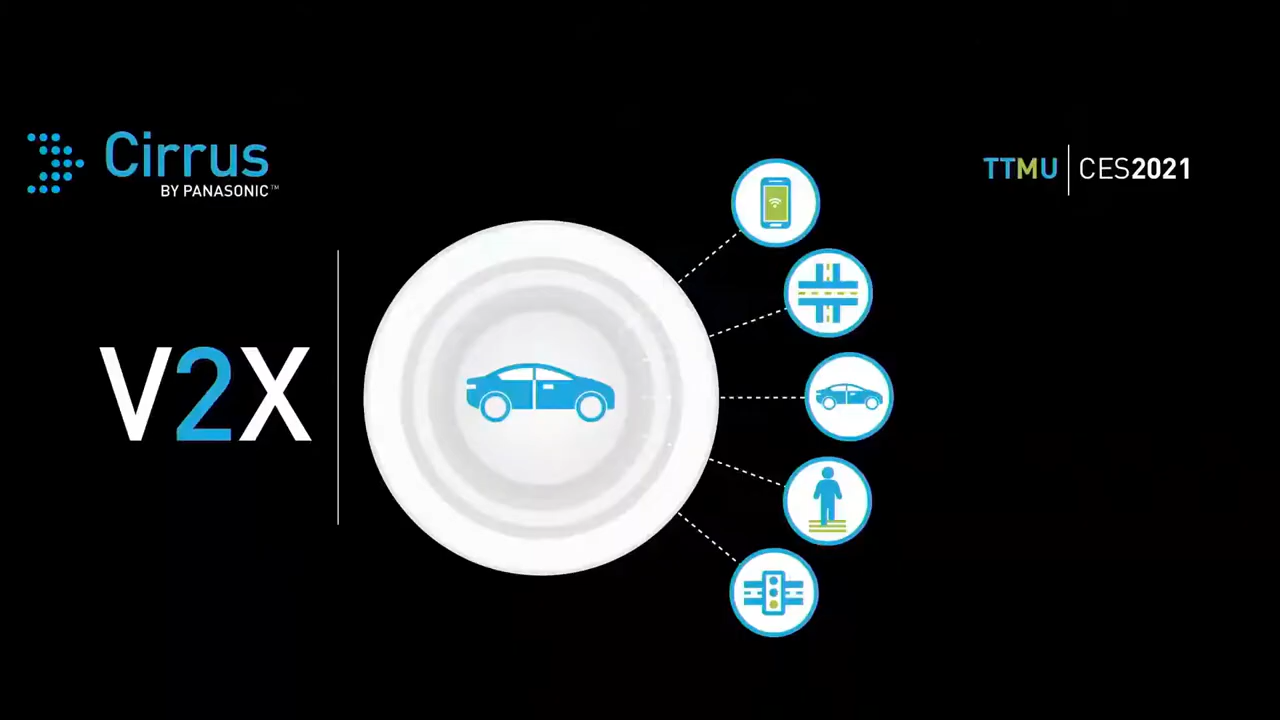 Cirrus
BY PANASONIC™
TTMU | CES2021
V2X